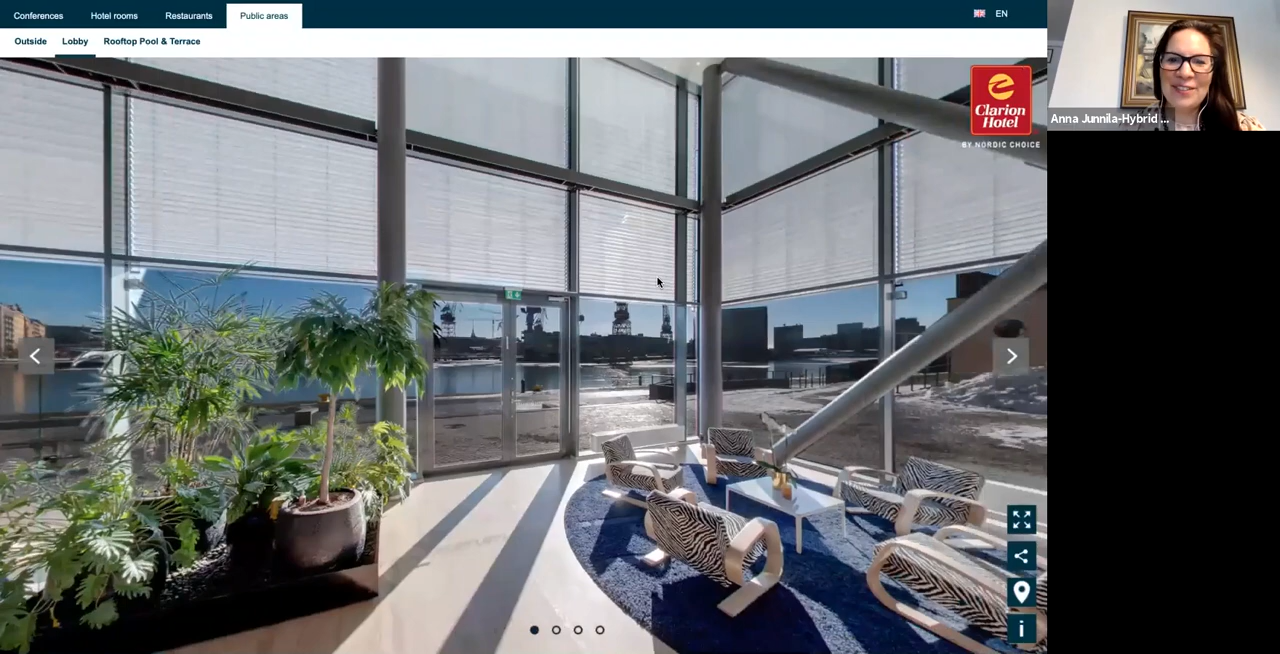 Conferences
Hotel rooms
Restaurants
Public areas
EN
Outside
Lobby
Rooftop Pool & Terrace
Clarion
Hotel
BY NORDIC CHOICE
Anna Junnila-Hybrid ...